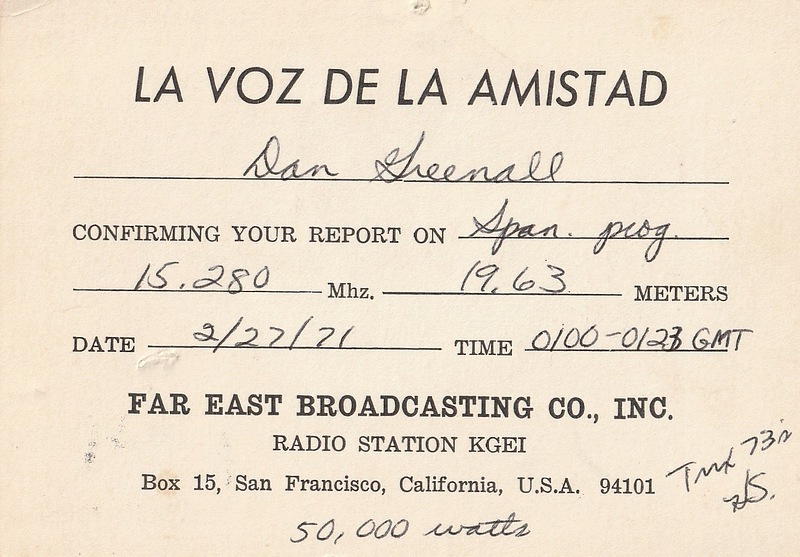 LA VOZ DE LA AMISTAD
Dan Greenall
CONFIRMING YOUR REPORT ON Span. prog.
15.280 Mhz. 19.63 METERS
DATE 2/27/71 TIME 0100-0123 GMT
FAR EAST BROADCASTING CO., INC.
RADIO STATION KGEI
Box 15, San Francisco, California, U.S.A. 94101
73's
50,000 watts